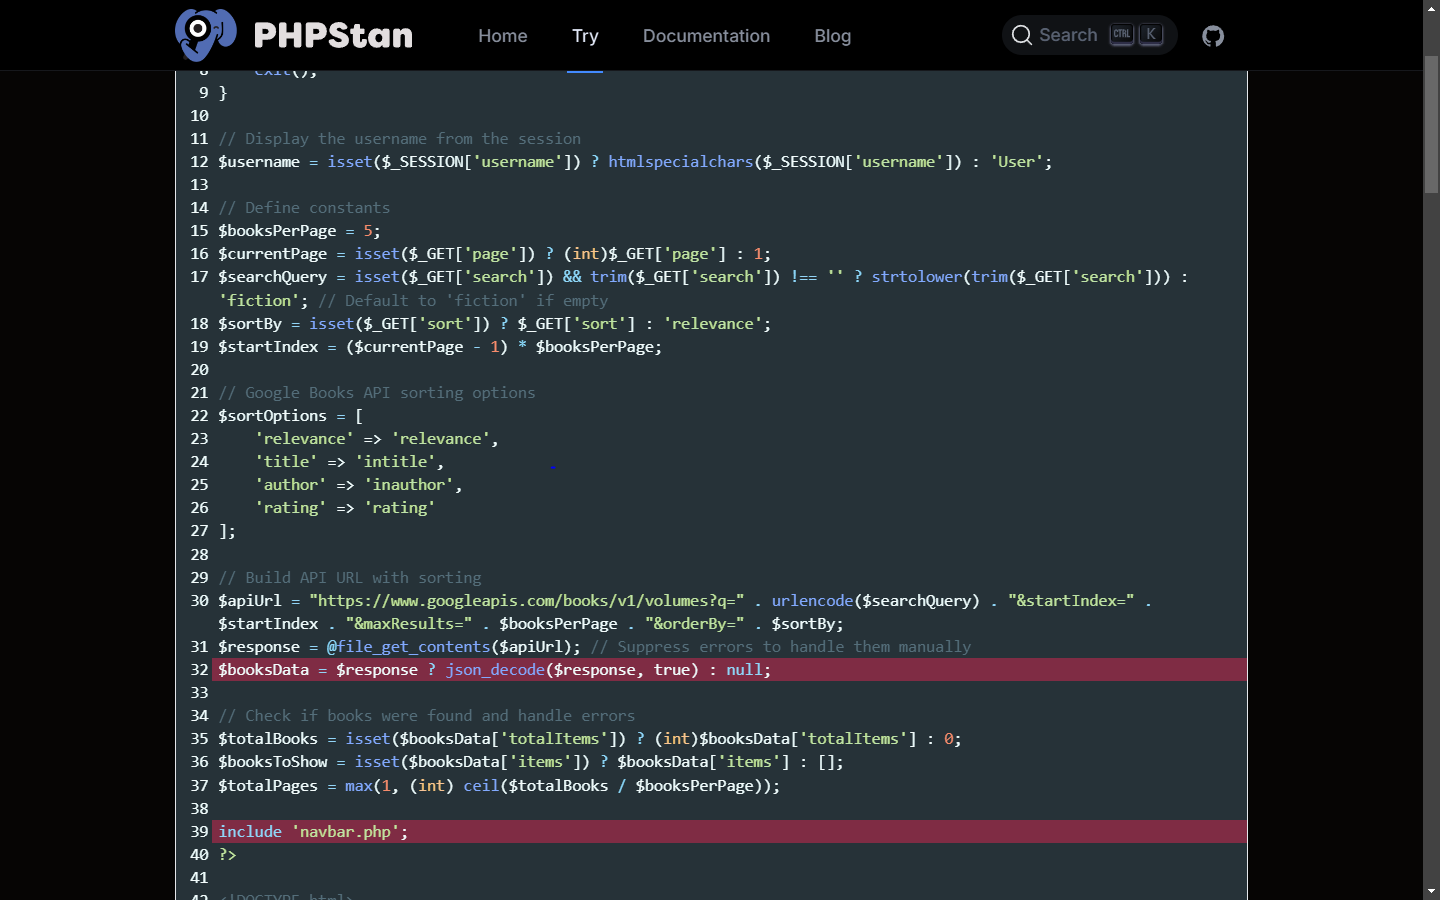 PHPStan Home Try Documentation Blog Search CTRL K
8     exit();
9 }
10
11 // Display the username from the session
12 $username = isset($_SESSION['username']) ? htmlspecialchars($_SESSION['username']) : 'User';
13
14 // Define constants
15 $booksPerPage = 5;
16 $currentPage = isset($_GET['page']) ? (int)$_GET['page'] : 1;
17 $searchQuery = isset($_GET['search']) && trim($_GET['search']) !== '' ? strtolower(trim($_GET['search'])) :
'fiction'; // Default to 'fiction' if empty
18 $sortBy = isset($_GET['sort']) ? $_GET['sort'] : 'relevance';
19 $startIndex = ($currentPage - 1) * $booksPerPage;
20
21 // Google Books API sorting options
22 $sortOptions = [
23     'relevance' => 'relevance',
24     'title' => 'intitle',
25     'author' => 'inauthor',
26     'rating' => 'rating'
27 ];
28
29 // Build API URL with sorting
30 $apiUrl = "https://www.googleapis.com/books/v1/volumes?q=" . urlencode($searchQuery) . "&startIndex=" .
$startIndex . "&maxResults=" . $booksPerPage . "&orderBy=" . $sortBy;
31 $response = @file_get_contents($apiUrl); // Suppress errors to handle them manually
32 $booksData = $response ? json_decode($response, true) : null;
33
34 // Check if books were found and handle errors
35 $totalBooks = isset($booksData['totalItems']) ? (int)$booksData['totalItems'] : 0;
36 $booksToShow = isset($booksData['items']) ? $booksData['items'] : [];
37 $totalPages = max(1, (int) ceil($totalBooks / $booksPerPage));
38
39 include 'navbar.php';
40 ?>
41
42 <!DOCTYPE html>